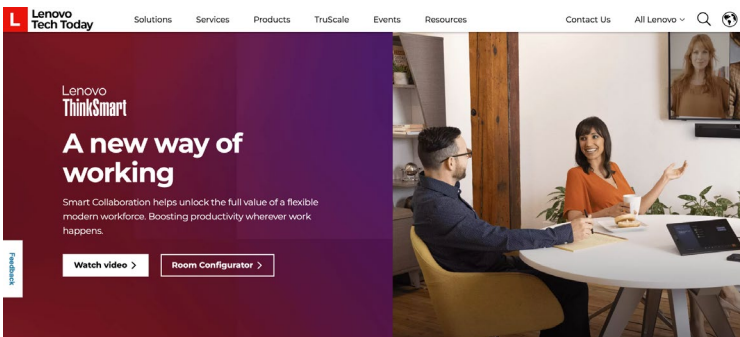 Lenovo
Tech Today
Solutions Services Products TruScale Events Resources Contact Us All Lenovo
L
Lenovo
ThinkSmart
A new way of
working
Smart Collaboration helps unlock the full value of a flexible
modern workforce. Boosting productivity wherever work
happens.
Feedback
Watch video > Room Configurator >